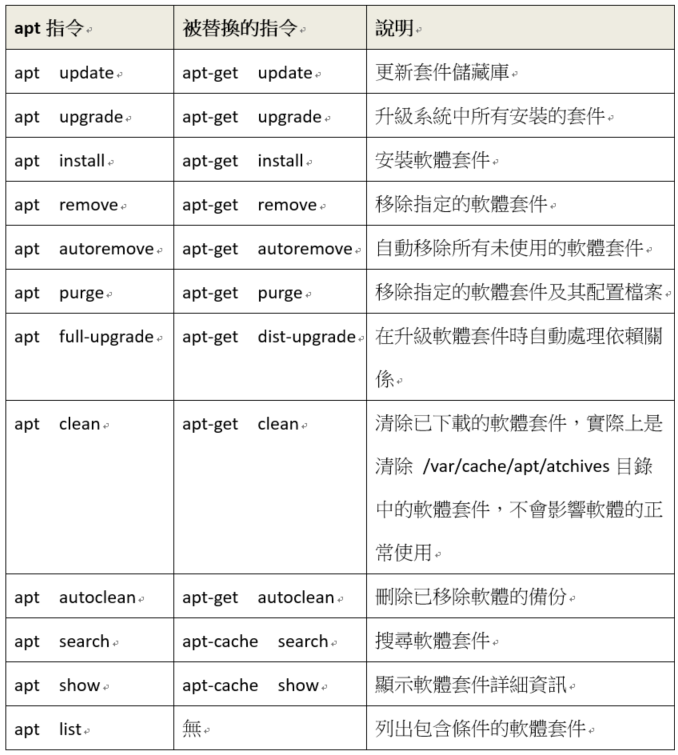 apt 指令 被替換的指令 說明
apt update apt-get update 更新套件儲藏庫
apt upgrade apt-get upgrade 升級系統中所有安裝的套件
apt install apt-get install 安裝軟體套件
apt remove apt-get remove 移除指定的軟體套件
apt autoremove apt-get autoremove 自動移除所有未使用的軟體套件
apt purge apt-get purge 移除指定的軟體套件及其配置檔案
apt full-upgrade apt-get dist-upgrade 在升級軟體套件時自動處理依賴關
係
apt clean apt-get clean 清除已下載的軟體套件，實際上是
清除 /var/cache/apt/atchives 目錄
中的軟體套件，不會影響軟體的正
常使用
apt autoclean apt-get autoclean 刪除已移除軟體的備份
apt search apt-cache search 搜尋軟體套件
apt show apt-cache show 顯示軟體套件詳細資訊
apt list 無 列出包含條件的軟體套件